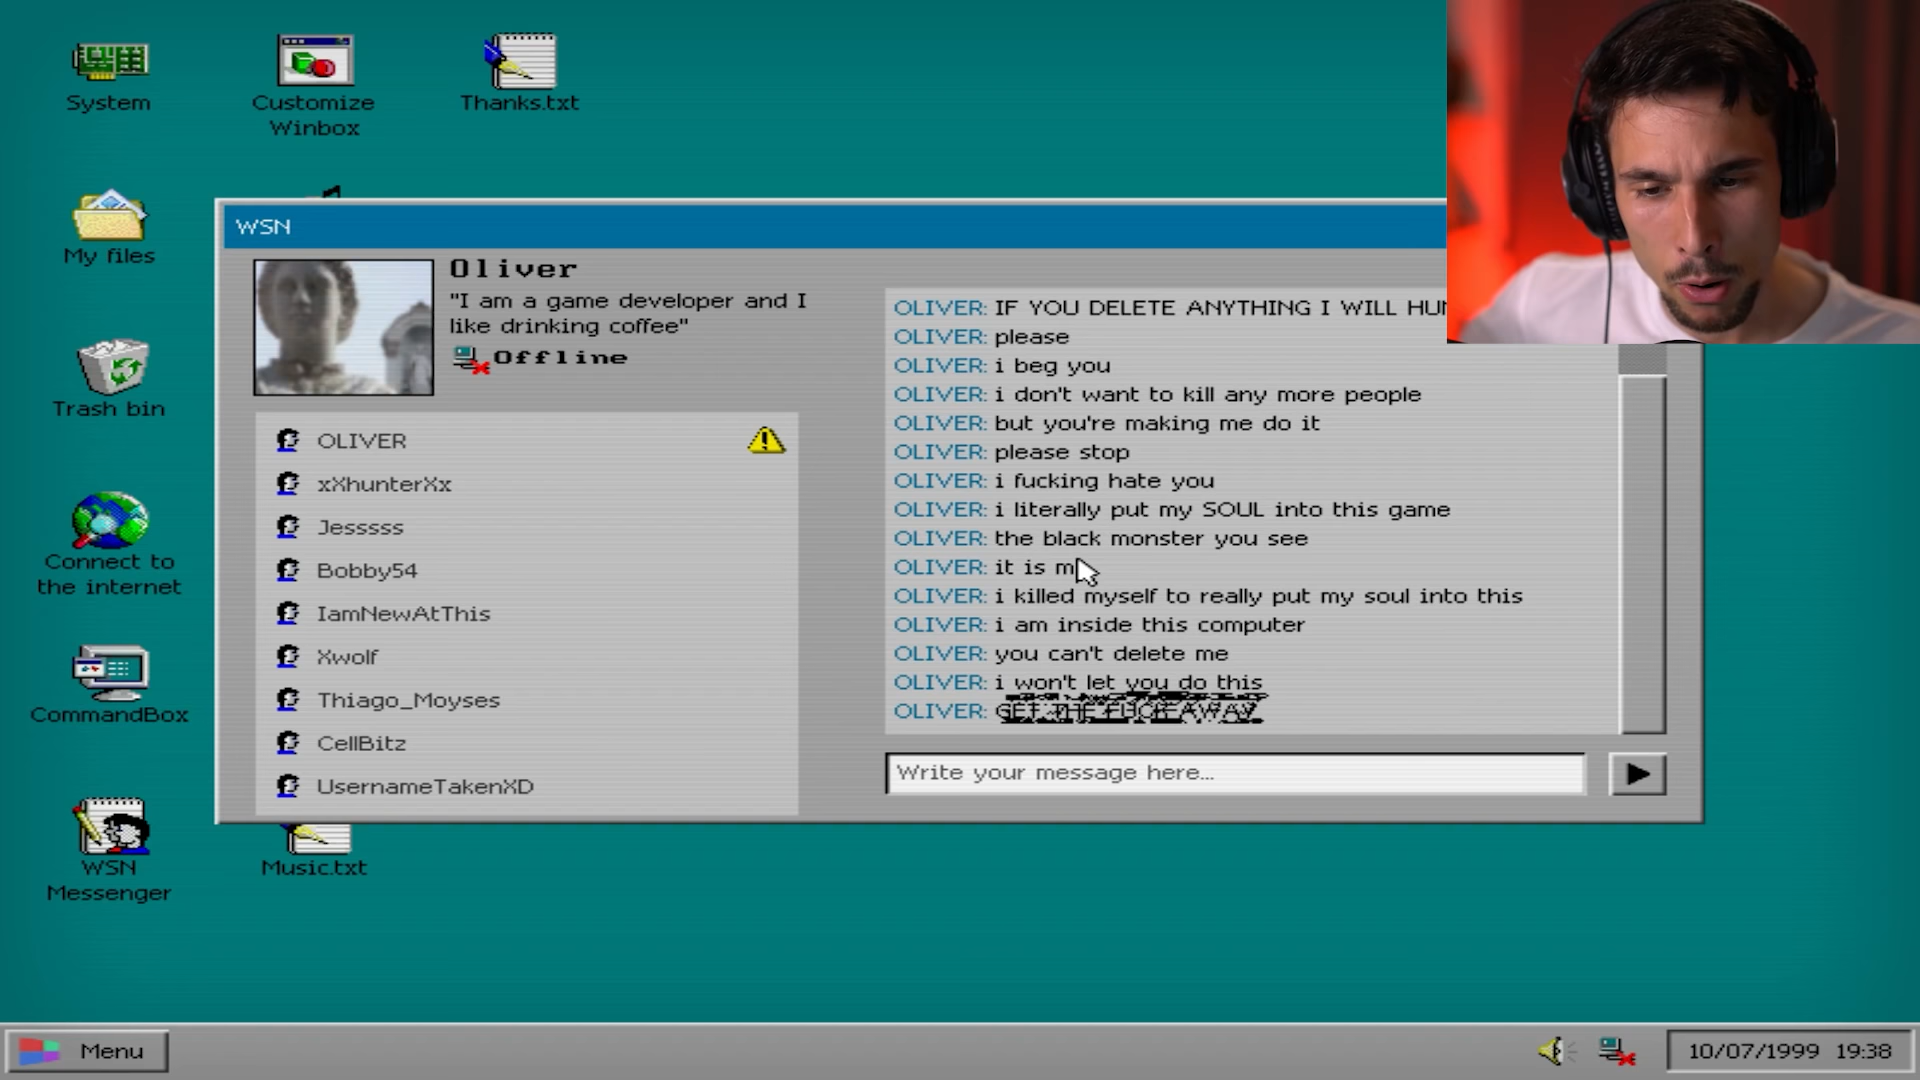 System
Customize
Winbox
Thanks.txt
My files
Trash bin
Connect to
the internet
CommandBox
WSN
Messenger
Music.txt
WSN
Oliver
"I am a game developer and I
like drinking coffee"
Offline
OLIVER
xXhunterXx
Jesssss
Bobby54
IamNewAtThis
Xwolf
Thiago_Moyses
CellBitz
UsernameTakenXD
OLIVER: IF YOU DELETE ANYTHING I WILL
OLIVER: please
OLIVER: i beg you
OLIVER: i don't want to kill any more people
OLIVER: but you're making me do it
OLIVER: please stop
OLIVER: i fucking hate you
OLIVER: i literally put my SOUL into this game
OLIVER: the black monster you see
OLIVER: it is
OLIVER: i killed myself to really put my soul into this
OLIVER: i am inside this computer
OLIVER: you can't delete me
OLIVER: i won't let you do this
OLIVER: GET THE FUCK AWAY
Write your message here...
Menu
10/07/1999 19:38